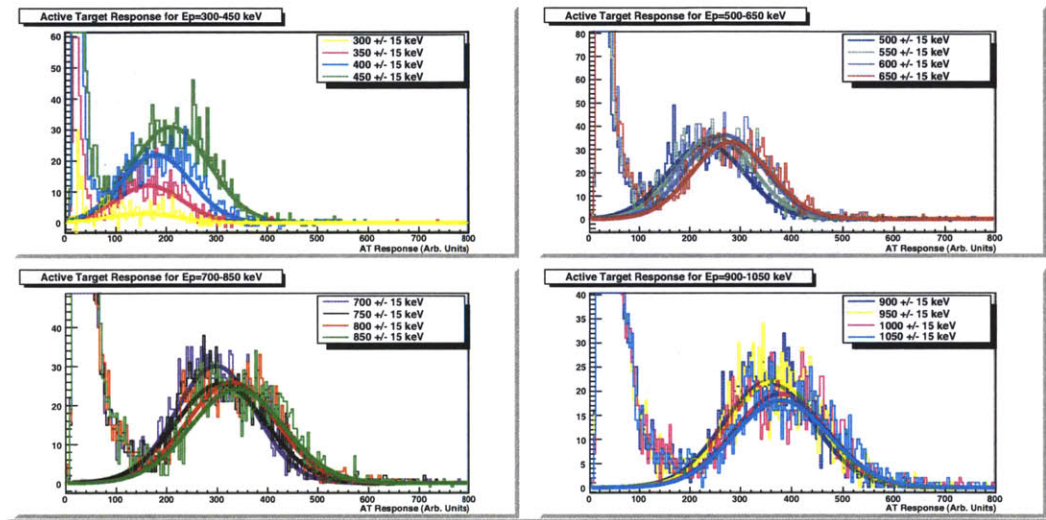 Active Target Response for Ep=300-450 keV
300 +/- 15 keV
350 +/- 15 keV
400 +/- 15 keV
450 +/- 15 keV
60
50
40
30
20
10
0
0 100 200 300 400 500 600 700 800
AT Response (Arb. Units)
Active Target Response for Ep=500-650 keV
500 +/- 15 keV
550 +/- 15 keV
600 +/- 15 keV
650 +/- 15 keV
80
70
60
50
40
30
20
10
0
0 100 200 300 400 500 600 700 800
AT Response (Arb. Units)
Active Target Response for Ep=700-850 keV
700 +/- 15 keV
750 +/- 15 keV
800 +/- 15 keV
850 +/- 15 keV
40
30
20
10
0
0 100 200 300 400 500 600 700 800
AT Response (Arb. Units)
Active Target Response for Ep=900-1050 keV
900 +/- 15 keV
950 +/- 15 keV
1000 +/- 15 keV
1050 +/- 15 keV
40
35
30
25
20
15
10
5
0
0 100 200 300 400 500 600 700 800
AT Response (Arb. Units)